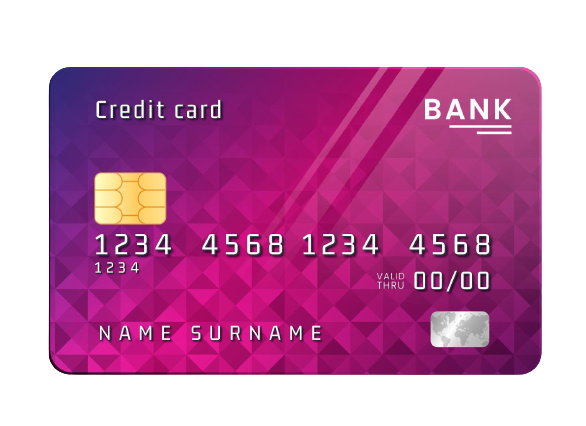 Credit card
BANK
1234 4568 1234 4568
1234
VALID THRU 00/00
NAME SURNAME